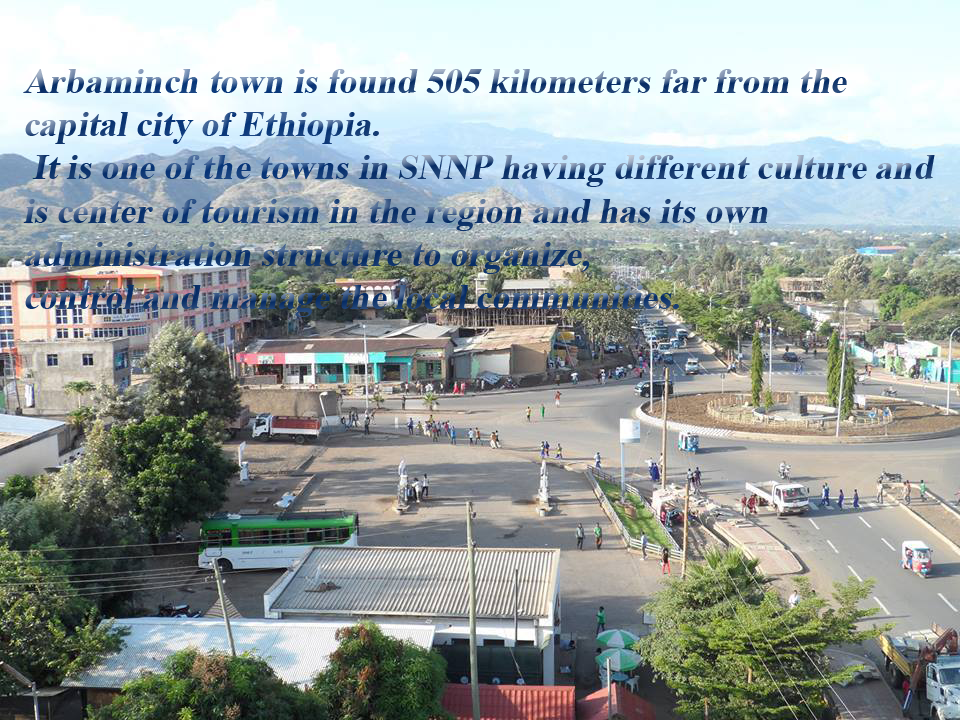 Arbaminch town is found 505 kilometers far from the
capital city of Ethiopia.
It is one of the towns in SNNP having different culture and
is center of tourism in the region and has its own
administration structure to organize,
control and manage the local communities.